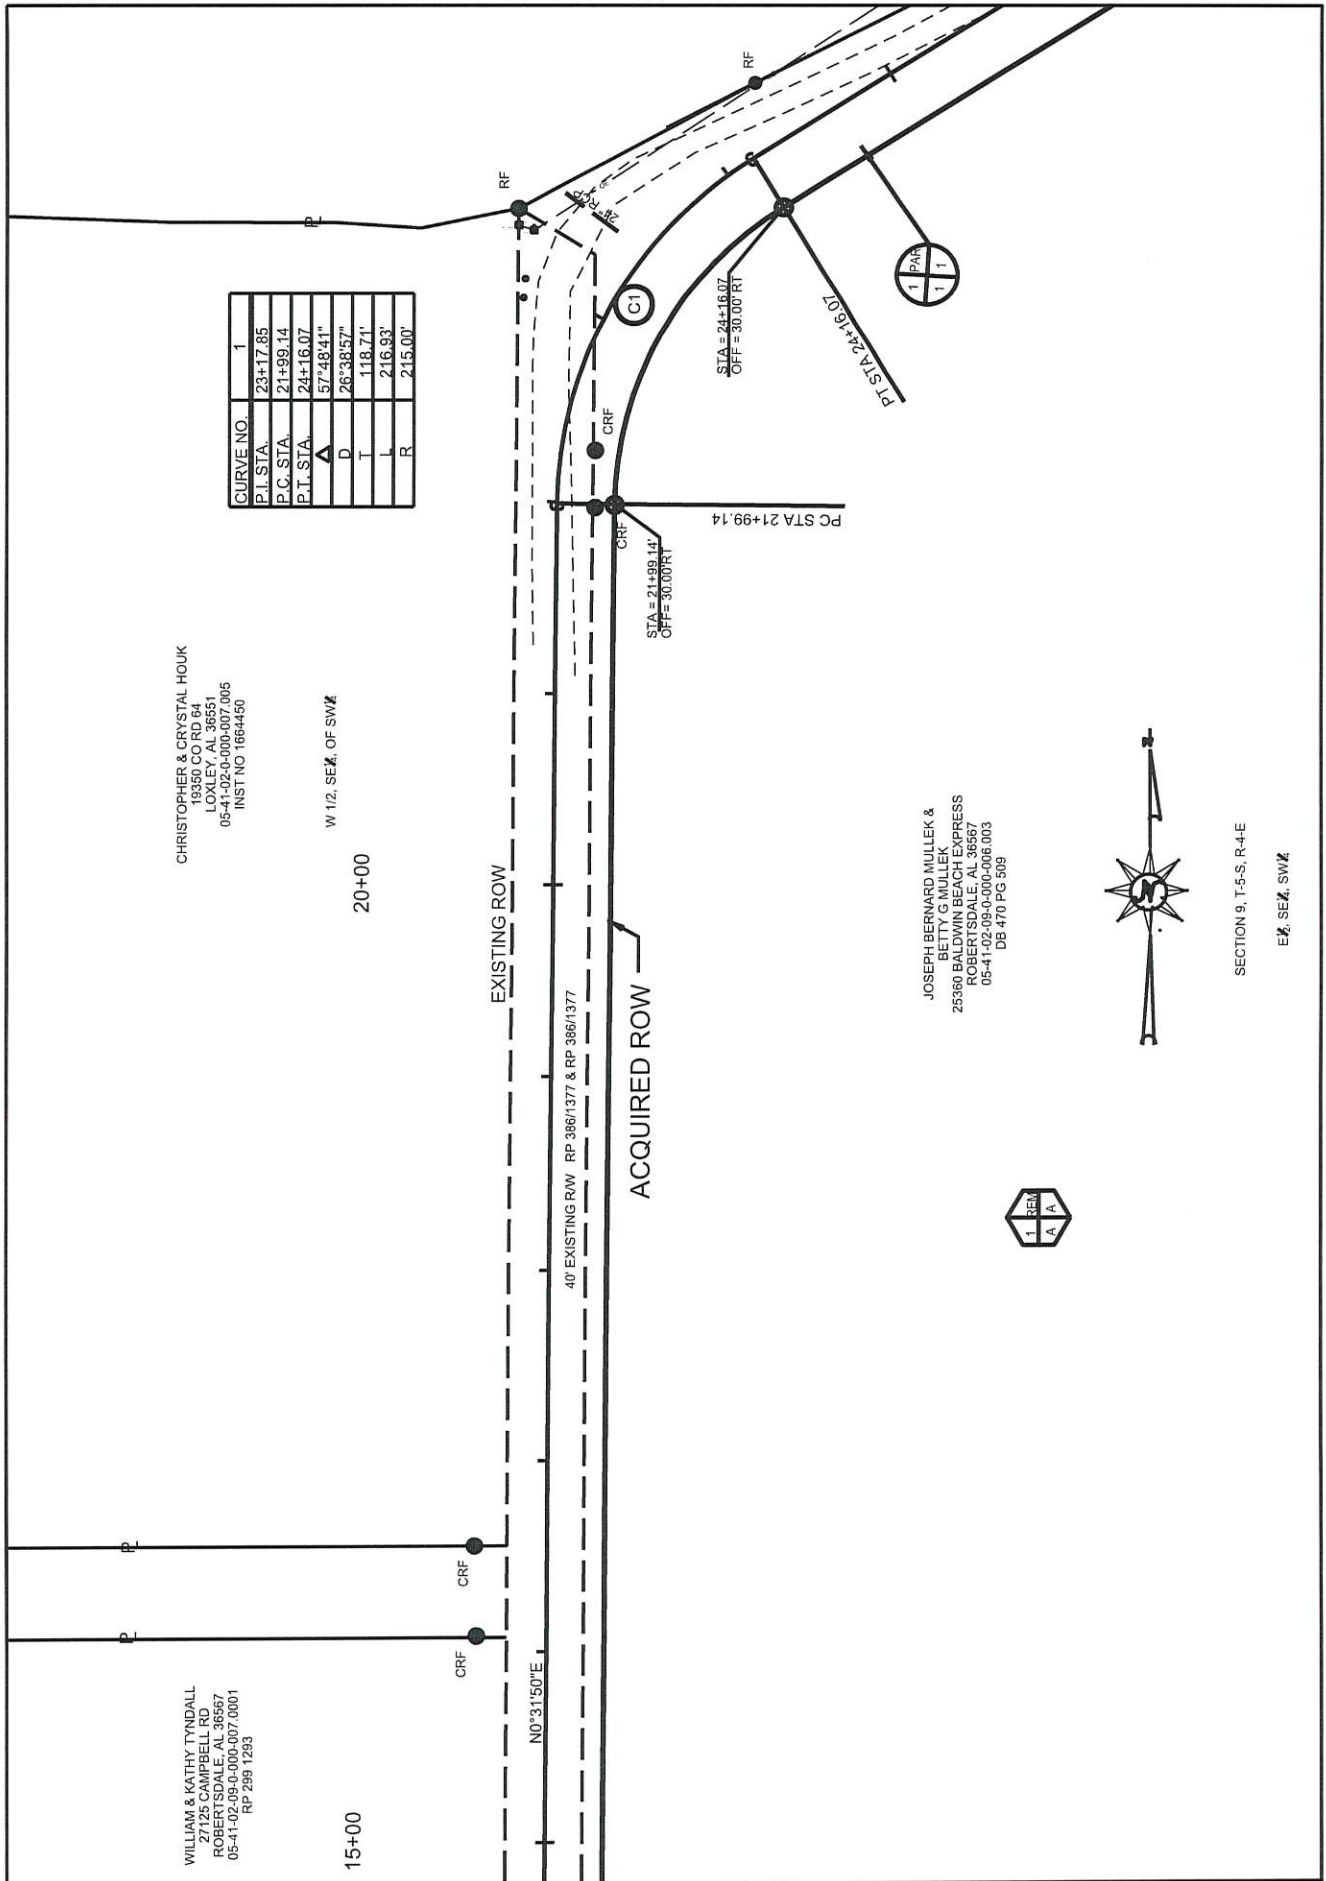 CURVE NO. 1
P.I. STA. 23+17.85
P.C. STA. 21+99.14
P.T. STA. 24+16.07
Δ 57°48'41"
D 26°38'57"
T 118.71'
L 216.93'
R 215.00'
WILLIAM & KATHY TYNDALL
27125 CAMPBELL RD
ROBERTSDALE, AL 36567
05-41-02-09-0-000-007.0001
RP 299 1293
15+00
CHRISTOPHER & CRYSTAL HOUK
19350 CO RD 64
LOXLEY, AL 36551
05-41-02-0-000-007.005
INST NO 1664450
W 1/2, SE¼, OF SW¼
20+00
PL
PL
PL
CRF
CRF
RF
RF
24" RCP
EXISTING ROW
N0°31'50"E
40' EXISTING R/W RP 386/1377 & RP 386/1377
ACQUIRED ROW
C1
CRF
CRF
STA = 21+99.14'
OFF= 30.00'RT
PC STA 21+99.14
STA = 24+16.07
OFF = 30.00' RT
PT STA 24+16.07
1 PAR
1 1
JOSEPH BERNARD MULLEK &
BETTY G MULLEK
25360 BALDWIN BEACH EXPRESS
ROBERTSDALE, AL 36567
05-41-02-09-0-000-006.003
DB 470 PG 509
1 REM
A A
N
N
SECTION 9, T-5-S, R-4-E
E½, SE¼, SW¼